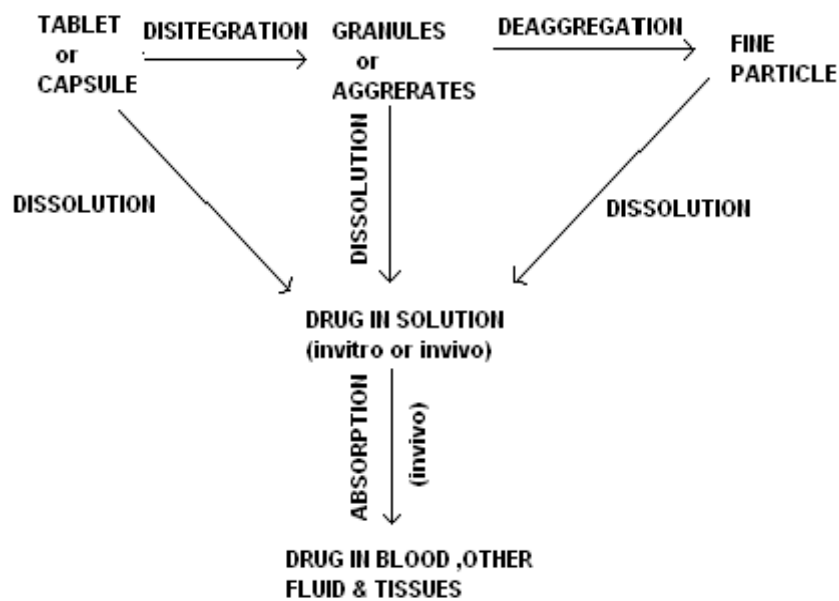 TABLET
or
CAPSULE
DISITEGRATION
GRANULES
or
AGGRERATES
DEAGGREGATION
FINE
PARTICLE
DISSOLUTION
DISSOLUTION
DISSOLUTION
DRUG IN SOLUTION
(invitro or invivo)
ABSORPTION
(invivo)
DRUG IN BLOOD ,OTHER
FLUID & TISSUES